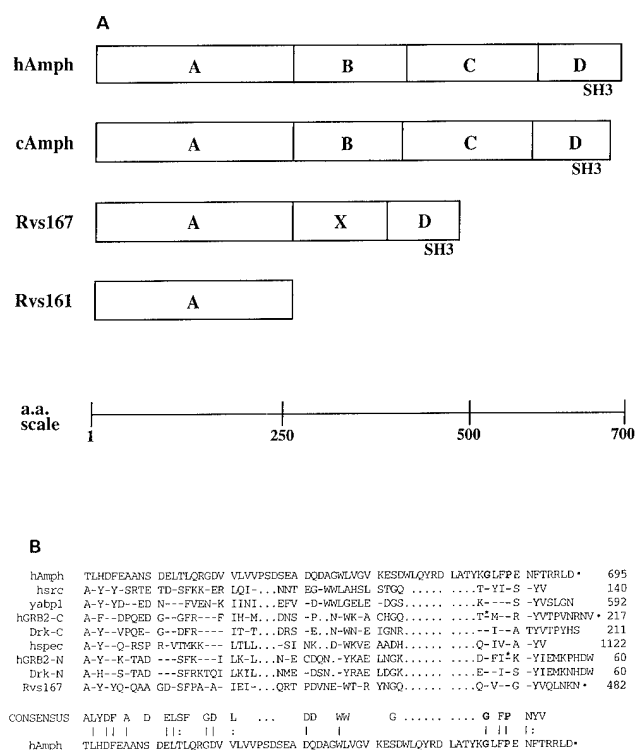 A
hAmph A B C D
SH3
cAmph A B C D
SH3
Rvs167 A X D
SH3
Rvs161 A
a.a.
scale
1 250 500 700
B
hAmph TLHDFEAANS DELTLQRGDV VLVVPSDSEA DQDAGWLVGV KESDWLQYRD LATYKGLFPE NFTRRLD* 695
hsrc A-Y-Y-SRTE TD-SFKK-ER LQI-...NNT EG-WWLAHSL STGQ...... ....T-YI-S -YV 140
yabp1 A-Y-YD--ED N---FVEN-K IINI...EFV -D-WWLGELE -DGS...... ....K----S -YVSLGN 592
hGRB2-C A-F--DPQED G--GFR---F IH-M...DNS -P..N-WK-A CHGQ...... ....T-M--R -YVTPVNRNV* 217
Drk-C A-Y--VPQE- G--DFR---- IT-T...DRS -E..N-WN-E IGNR...... .......--I--A TYVTPYHS 211
hspec A-Y--Q-RSP R-VTMKK--- LTLL...-SI NK..D-WKVE AADH...... ....Q-IVA- YV 1122
hGRB2-N A-Y--K-TAD ---SFK---I LK-L..N-E CDQN.-YKAE LNGK...... ....D-FI-K -YIEMKPHDW 60
Drk-N A-H--S-TAD ---SFRKTQI LKIL..NME -DSN.-YRAE LDGK...... ....E--I-S -YIEMKNHDW 60
Rvs167 A-Y--YQ-QAA GD-SFPA-A- IEI-...QRT PDVNE-WT-R YNGQ...... ....Q-V--G -YVQLNKN* 482
CONSENSUS ALYDF A D ELSF GD L ... DD WW G ...... .... G FP NYV
hAmph TLHDFEAANS DELTLQRGDV VLVVPSDSEA DQDAGWLVGV KESDWLQYRD LATYKGLFPE NFTRRLD*